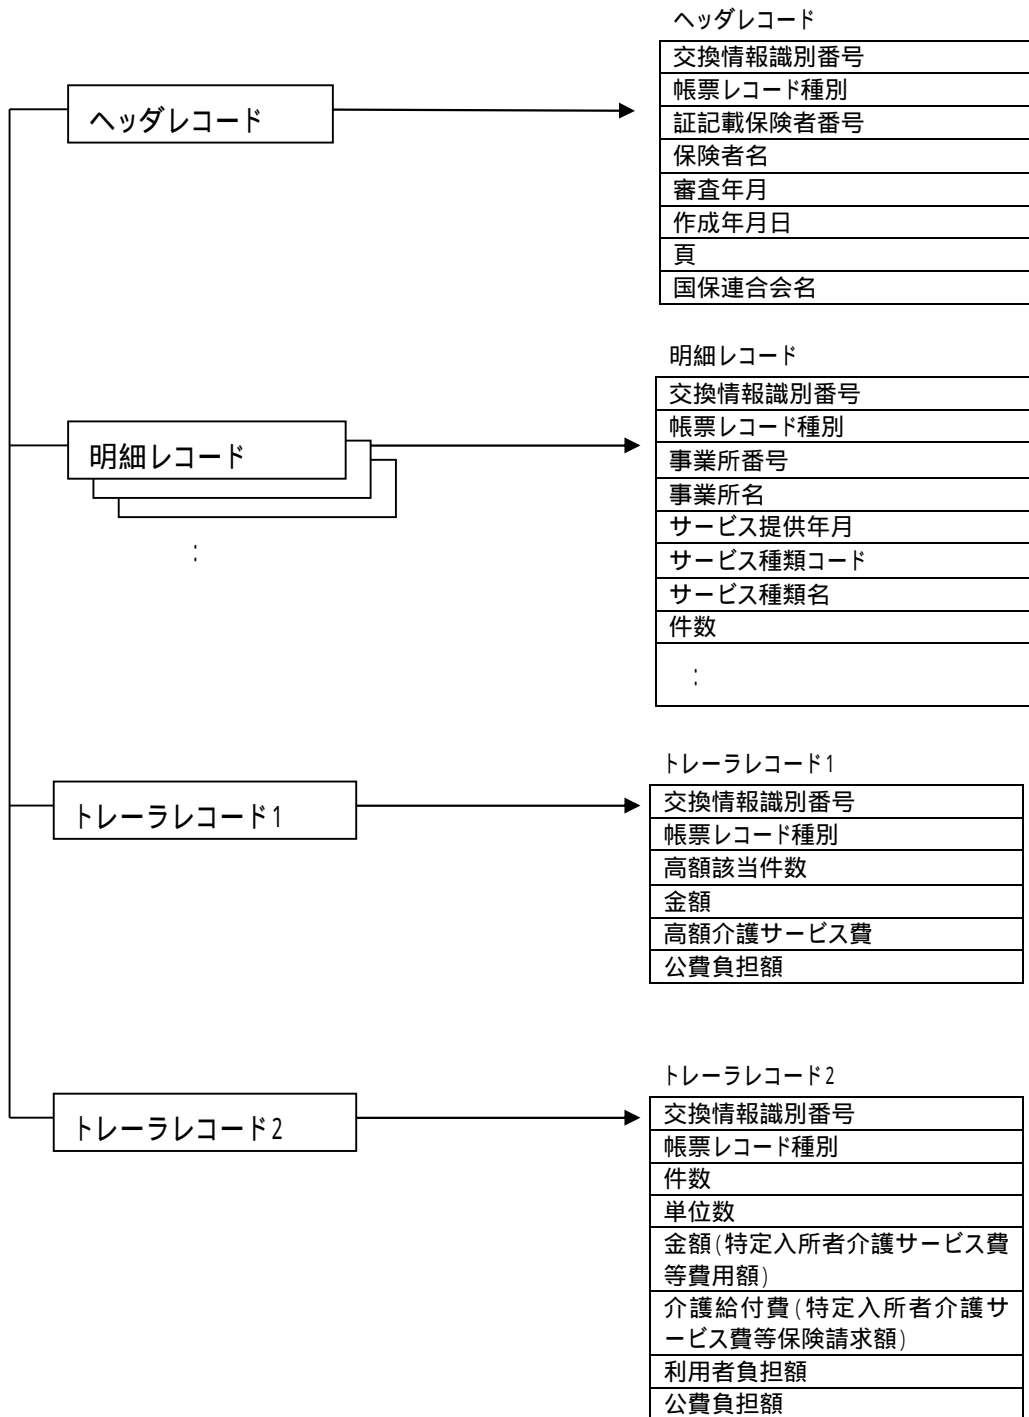 ヘッダレコード
ヘッダレコード
交換情報識別番号
帳票レコード種別
証記載保険者番号
保険者名
審査年月
作成年月日
頁
国保連合会名
明細レコード
:
明細レコード
交換情報識別番号
帳票レコード種別
事業所番号
事業所名
サービス提供年月
サービス種類コード
サービス種類名
件数
:
トレーラレコード1
トレーラレコード1
交換情報識別番号
帳票レコード種別
高額該当件数
金額
高額介護サービス費
公費負担額
トレーラレコード2
トレーラレコード2
交換情報識別番号
帳票レコード種別
件数
単位数
金額(特定入所者介護サービス費
等費用額)
介護給付費(特定入所者介護サ
ービス費等保険請求額)
利用者負担額
公費負担額